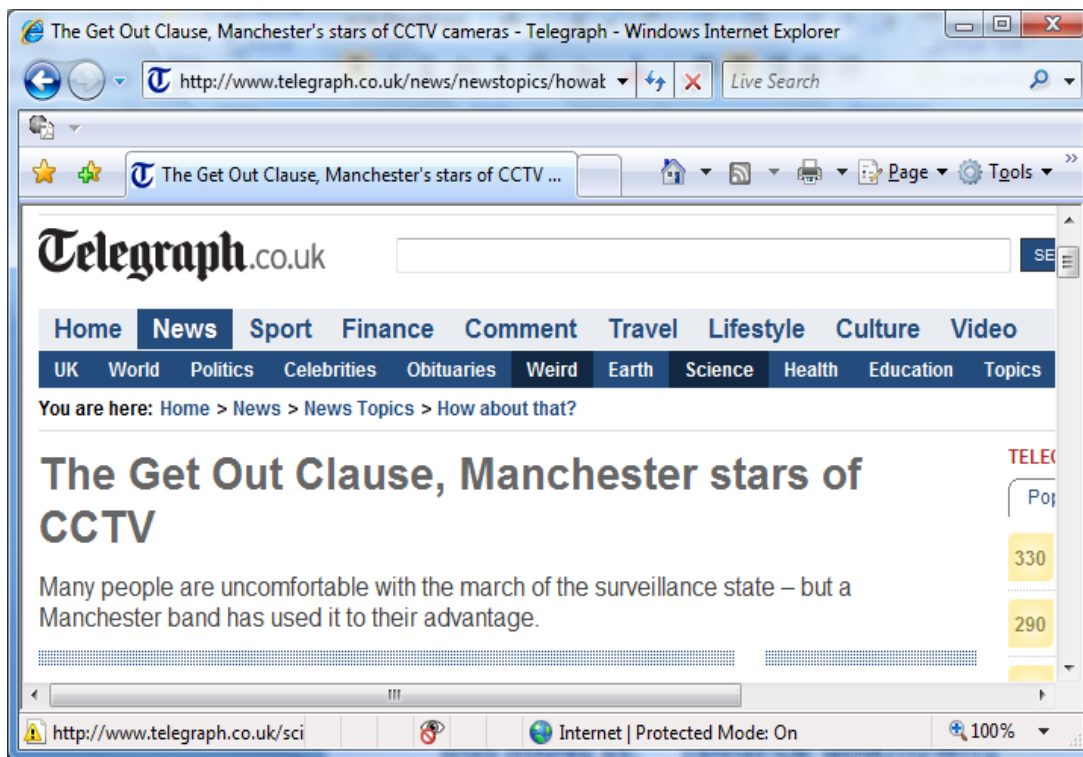 The Get Out Clause, Manchester's stars of CCTV cameras - Telegraph - Windows Internet Explorer
http://www.telegraph.co.uk/news/newstopics/howab Live Search
The Get Out Clause, Manchester's stars of CCTV ... Page Tools
Telegraph.co.uk SE
Home News Sport Finance Comment Travel Lifestyle Culture Video
UK World Politics Celebrities Obituaries Weird Earth Science Health Education Topics
You are here: Home > News > News Topics > How about that?
The Get Out Clause, Manchester stars of
CCTV
Many people are uncomfortable with the march of the surveillance state – but a
Manchester band has used it to their advantage.
TELE
Pop
330
290
http://www.telegraph.co.uk/sci Internet | Protected Mode: On 100%